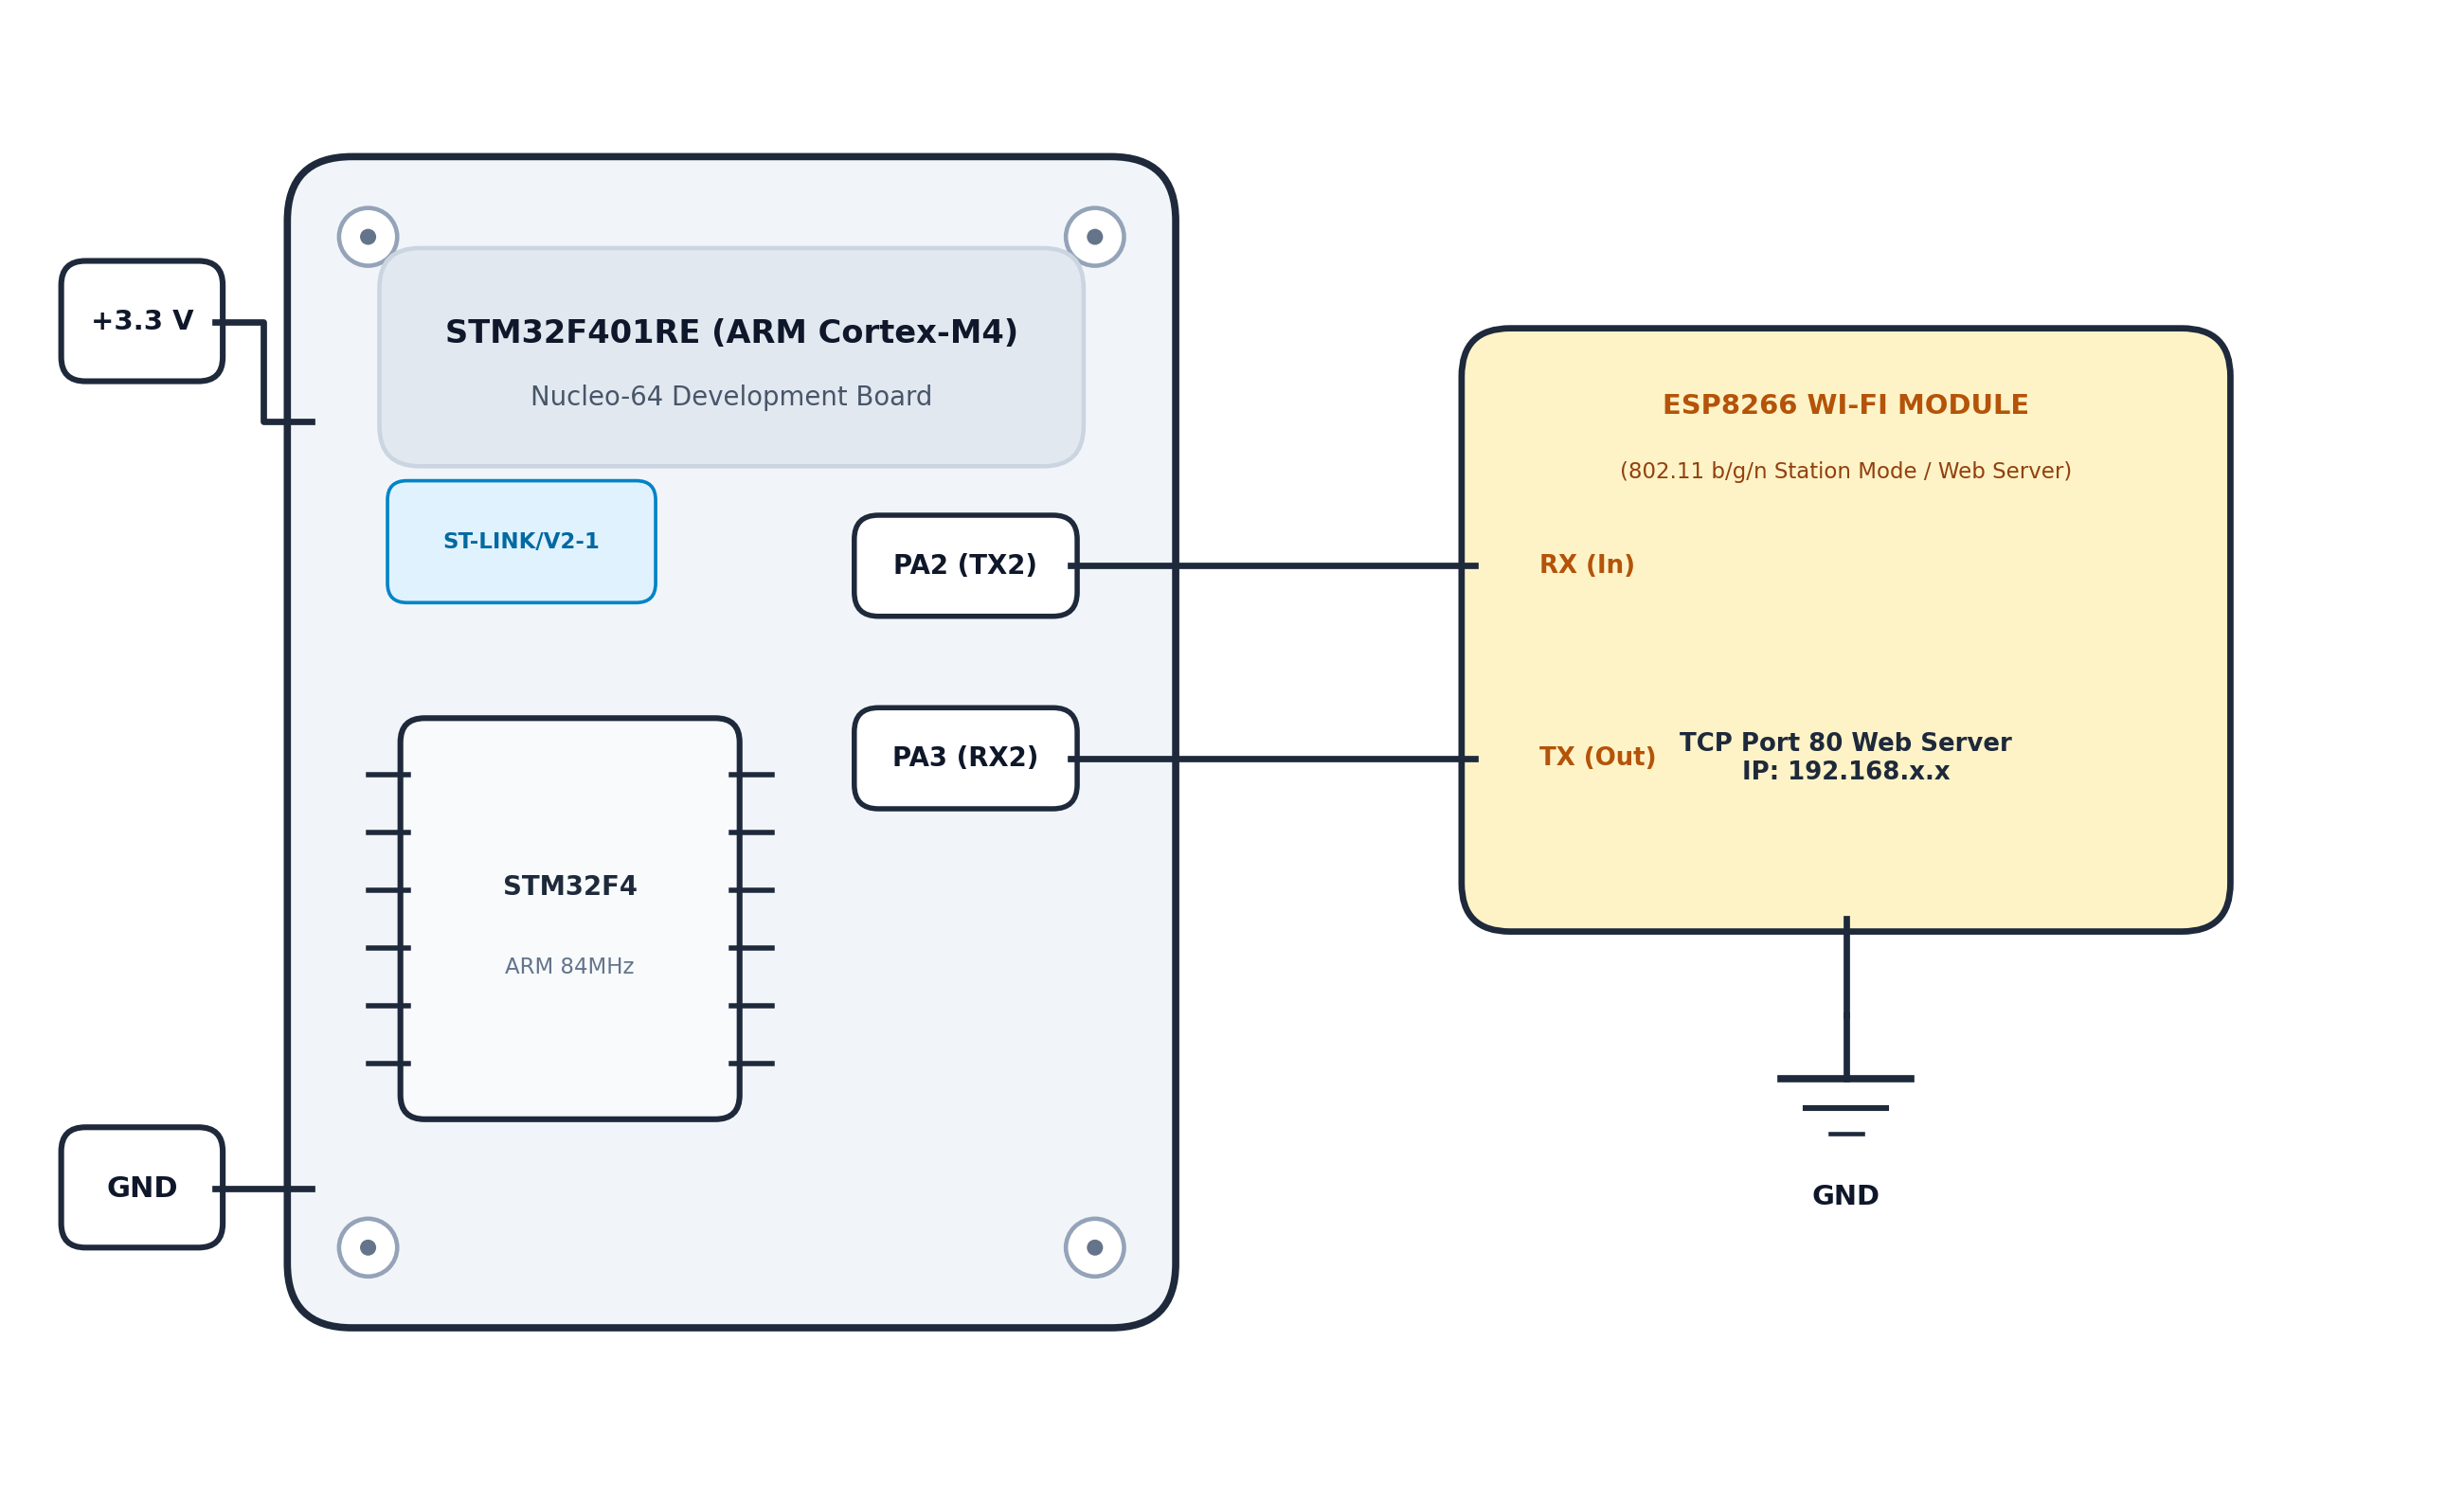 +3.3 V
STM32F401RE (ARM Cortex-M4)
Nucleo-64 Development Board
ST-LINK/V2-1
PA2 (TX2)
PA3 (RX2)
STM32F4
ARM 84MHz
GND
ESP8266 WI-FI MODULE
(802.11 b/g/n Station Mode / Web Server)
RX (In)
TX (Out)
TCP Port 80 Web Server
IP: 192.168.x.x
GND